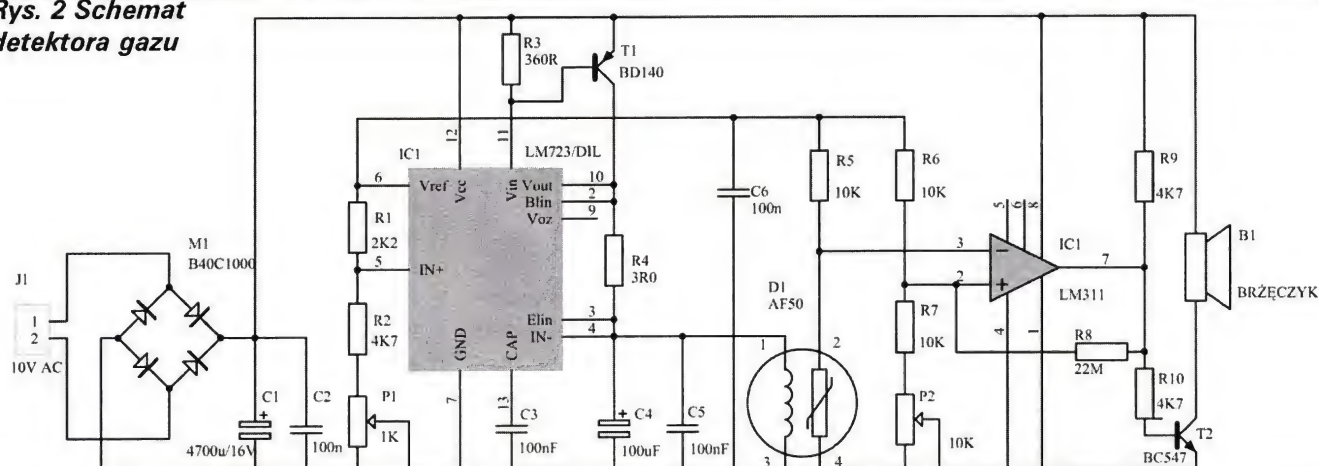 Rys. 2 Schemat
detektora gazu
R3
360R
T1
BD140
12
11
IC1
LM723/DIL
6
Vref
Vcc
Vin
Vout
10
Blin
2
Voz
9
R1
2K2
5
IN+
R2
4K7
R4
3R0
Elin
3
IN-
4
GND
CAP
7
13
P1
1K
C3
100nF
C4
+
100uF
C5
100nF
C6
100n
R5
10K
R6
10K
D1
AF50
1
2
3
4
R7
10K
P2
10K
5
6
8
3
2
-
+
IC1
7
LM311
4
1
R8
22M
R9
4K7
R10
4K7
T2
BC547
B1
BRZĘCZYK
J1
1
2
10V AC
M1
B40C1000
C1
+
4700u/16V
C2
100n